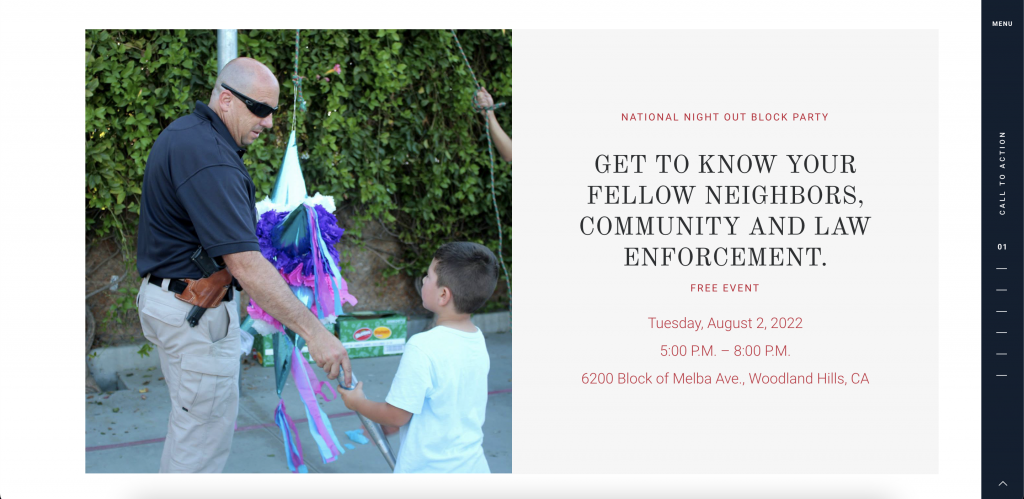 MENU
NATIONAL NIGHT OUT BLOCK PARTY
GET TO KNOW YOUR
FELLOW NEIGHBORS,
COMMUNITY AND LAW
ENFORCEMENT.
FREE EVENT
Tuesday, August 2, 2022
5:00 P.M. – 8:00 P.M.
6200 Block of Melba Ave., Woodland Hills, CA
CALL TO ACTION
01